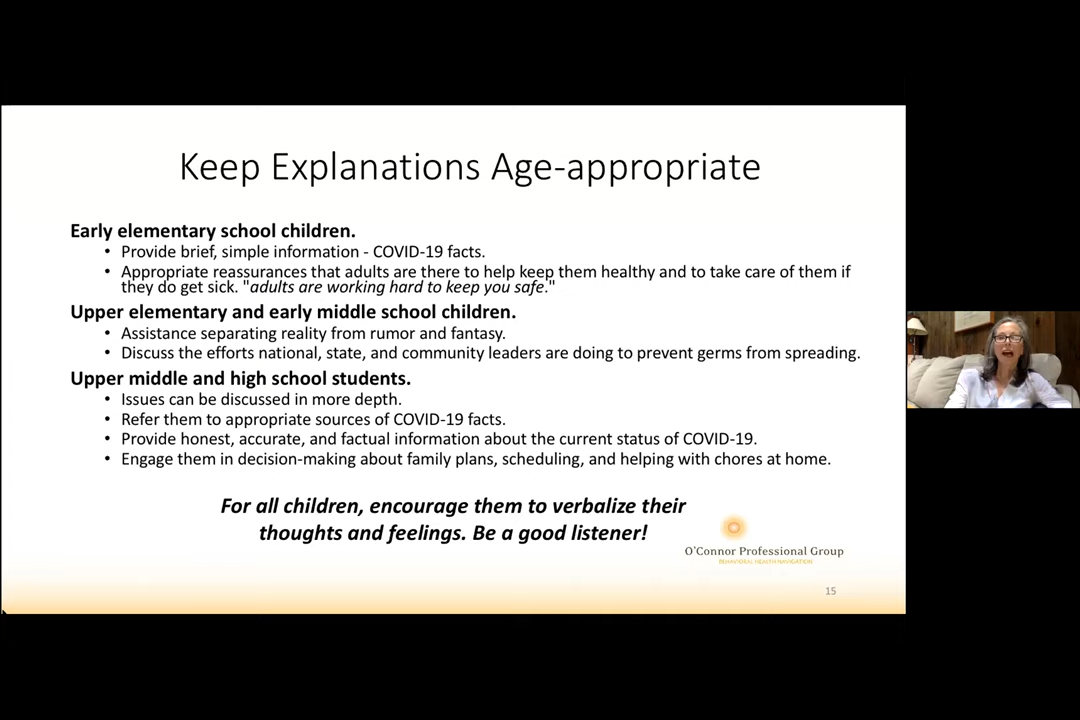 Keep Explanations Age-appropriate
Early elementary school children.
• Provide brief, simple information - COVID-19 facts.
• Appropriate reassurances that adults are there to help keep them healthy and to take care of them if
they do get sick. "adults are working hard to keep you safe."
Upper elementary and early middle school children.
• Assistance separating reality from rumor and fantasy.
• Discuss the efforts national, state, and community leaders are doing to prevent germs from spreading.
Upper middle and high school students.
• Issues can be discussed in more depth.
• Refer them to appropriate sources of COVID-19 facts.
• Provide honest, accurate, and factual information about the current status of COVID-19.
• Engage them in decision-making about family plans, scheduling, and helping with chores at home.
For all children, encourage them to verbalize their
thoughts and feelings. Be a good listener!
O'Connor Professional Group
BEHAVIORAL HEALTH NAVIGATION
15